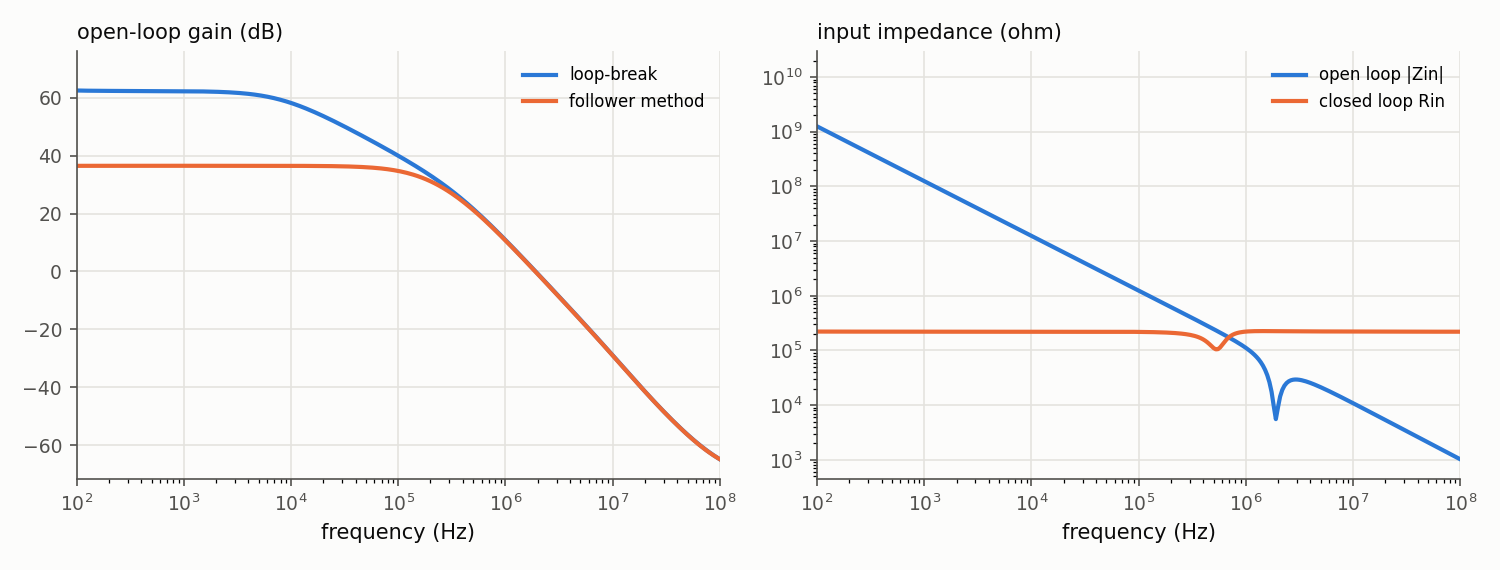 open-loop gain (dB)
loop-break
follower method
60
40
20
0
−20
−40
−60
10² 10³ 10⁴ 10⁵ 10⁶ 10⁷ 10⁸
frequency (Hz)
input impedance (ohm)
open loop |Zin|
closed loop Rin
10¹⁰
10⁹
10⁸
10⁷
10⁶
10⁵
10⁴
10³
10² 10³ 10⁴ 10⁵ 10⁶ 10⁷ 10⁸
frequency (Hz)